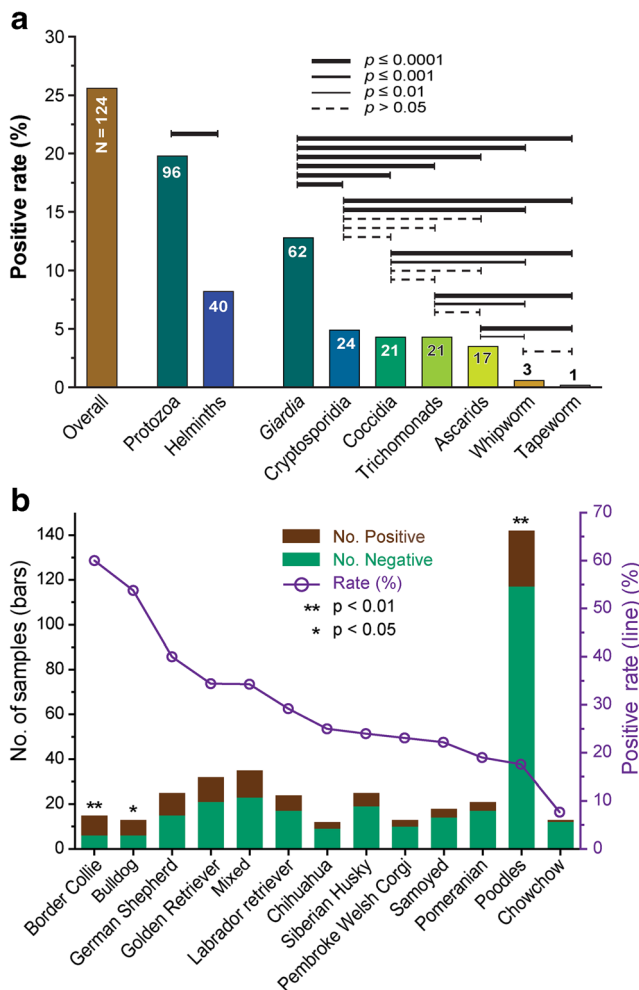 a
Positive rate (%)
30
25
20
15
10
5
0
p ≤ 0.0001
p ≤ 0.001
p ≤ 0.01
p > 0.05
N = 124
96
40
62
24
21
21
17
3
1
Overall
Protozoa
Helminths
Giardia
Cryptosporidia
Coccidia
Trichomonads
Ascarids
Whipworm
Tapeworm
b
No. of samples (bars)
140
120
100
80
60
40
20
0
No. Positive
No. Negative
Rate (%)
** p < 0.01
* p < 0.05
**
*
**
70
60
50
40
30
20
10
0
Positive rate (line) (%)
Border Collie
Bulldog
German Shepherd
Golden Retriever
Mixed
Labrador retriever
Chihuahua
Siberian Husky
Pembroke Welsh Corgi
Samoyed
Pomeranian
Poodles
Chowchow